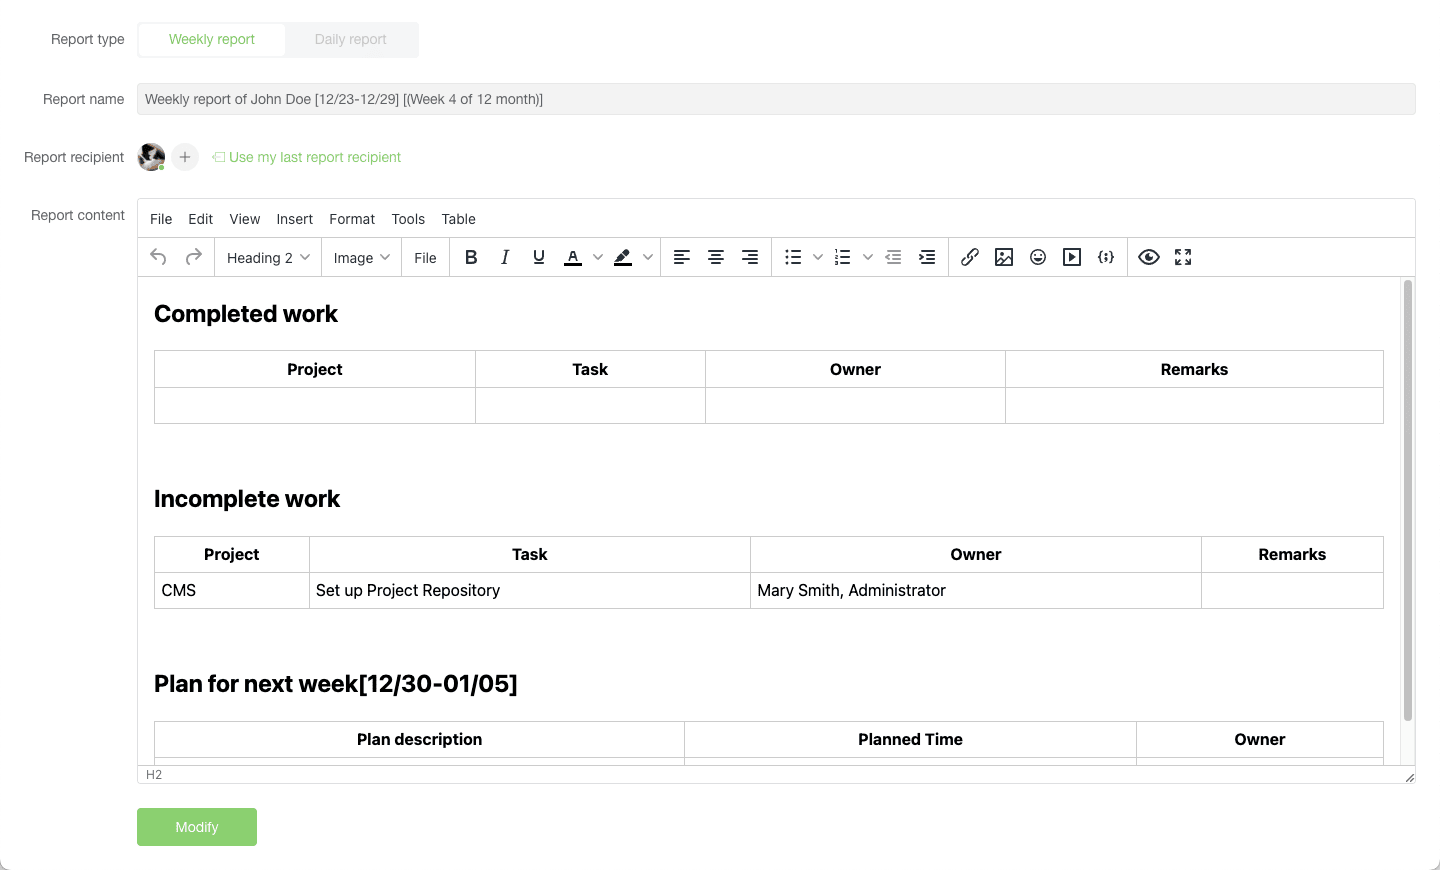 Report type Weekly report Daily report
Report name Weekly report of John Doe [12/23-12/29] [(Week 4 of 12 month)]
Report recipient Use my last report recipient
Report content File Edit View Insert Format Tools Table
Heading 2 Image File B I U A
Completed work
Project Task Owner Remarks
Incomplete work
Project Task Owner Remarks
CMS Set up Project Repository Mary Smith, Administrator
Plan for next week[12/30-01/05]
Plan description Planned Time Owner
H2
Modify